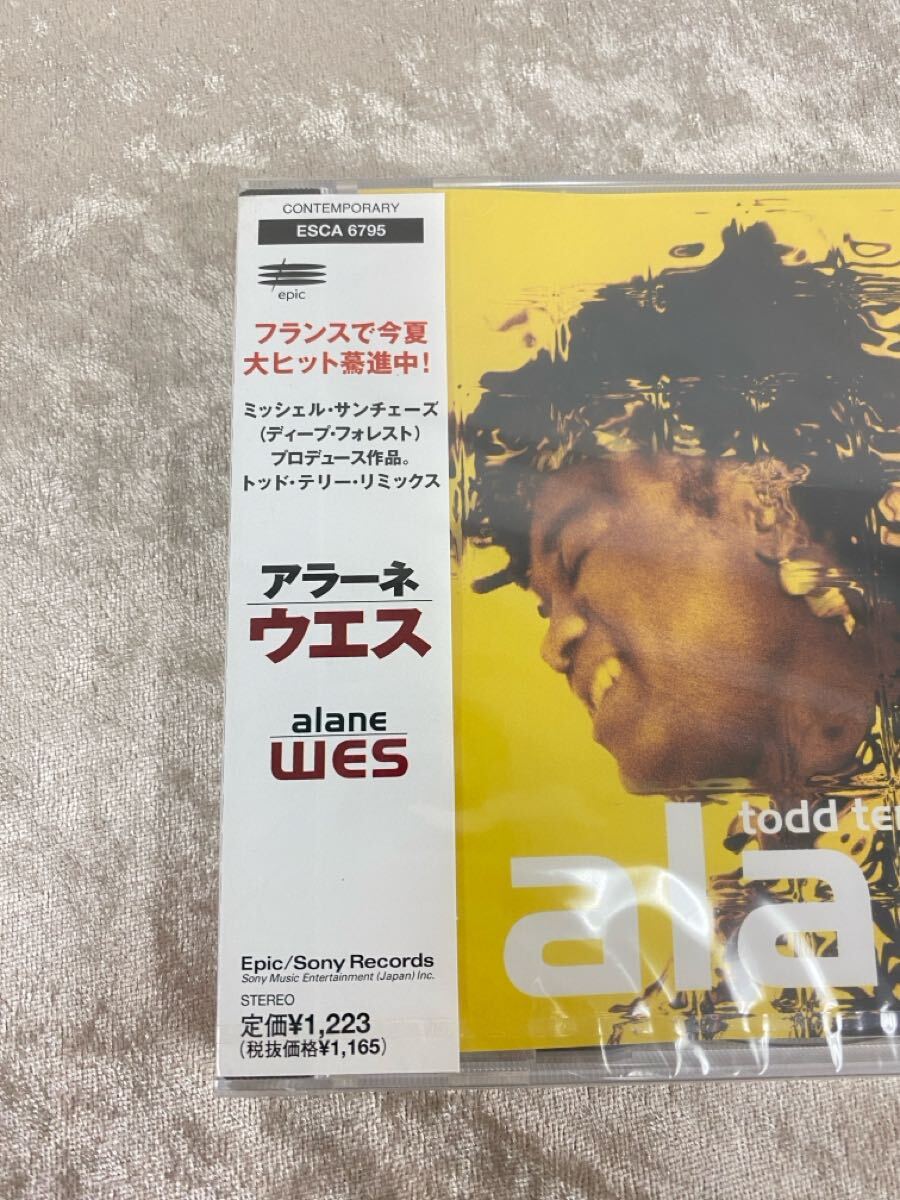 CONTEMPORARY
ESCA 6795
epic
フランスで今夏
大ヒット驀進中!
ミッシェル・サンチェーズ
(ディープ・フォレスト)
プロデュース作品。
トッド・テリー・リミックス
アラーネ
ウエス
alane
wes
Epic/Sony Records
Sony Music Entertainment (Japan) Inc.
STEREO
定価¥1,223
(税抜価格¥1,165)
todd te
ala